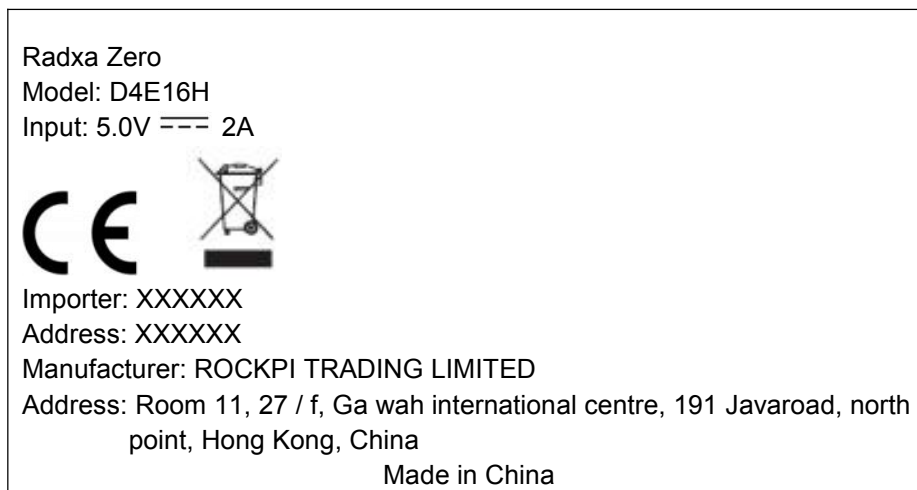 Radxa Zero
Model: D4E16H
Input: 5.0V ⎓ 2A
CE
Importer: XXXXXX
Address: XXXXXX
Manufacturer: ROCKPI TRADING LIMITED
Address: Room 11, 27 / f, Ga wah international centre, 191 Javaroad, north
point, Hong Kong, China
Made in China